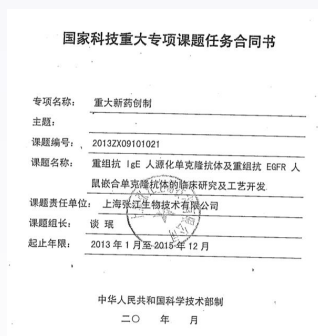 国家科技重大专项课题任务合同书
专项名称: 重大新药创制
主题:
课题编号: 2013ZX09101021
课题名称: 重组抗 IgE 人源化单克隆抗体及重组抗 EGFR 人
鼠嵌合单克隆抗体的临床研究及工艺开发
课题责任单位: 上海张江生物技术有限公司
课题组长: 谈 珉
起止年限: 2013 年 1 月至 2015 年 12 月
中华人民共和国科学技术部制
二〇 年 月